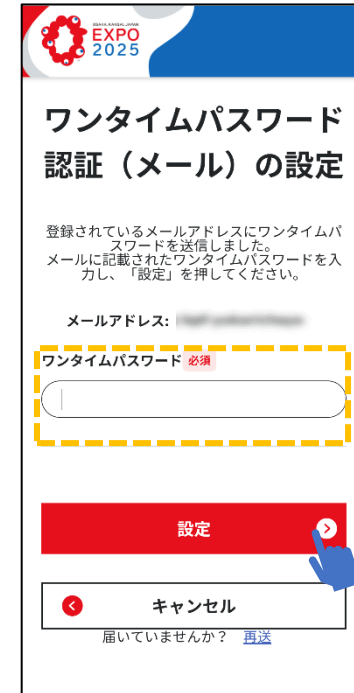 OSAKA, KANSAI, JAPAN
EXPO
2025
ワンタイムパスワード
認証（メール）の設定
登録されているメールアドレスにワンタイムパ
スワードを送信しました。
メールに記載されたワンタイムパスワードを入
力し、「設定」を押してください。
メールアドレス:
ワンタイムパスワード 必須
設定
キャンセル
届いていませんか？ 再送